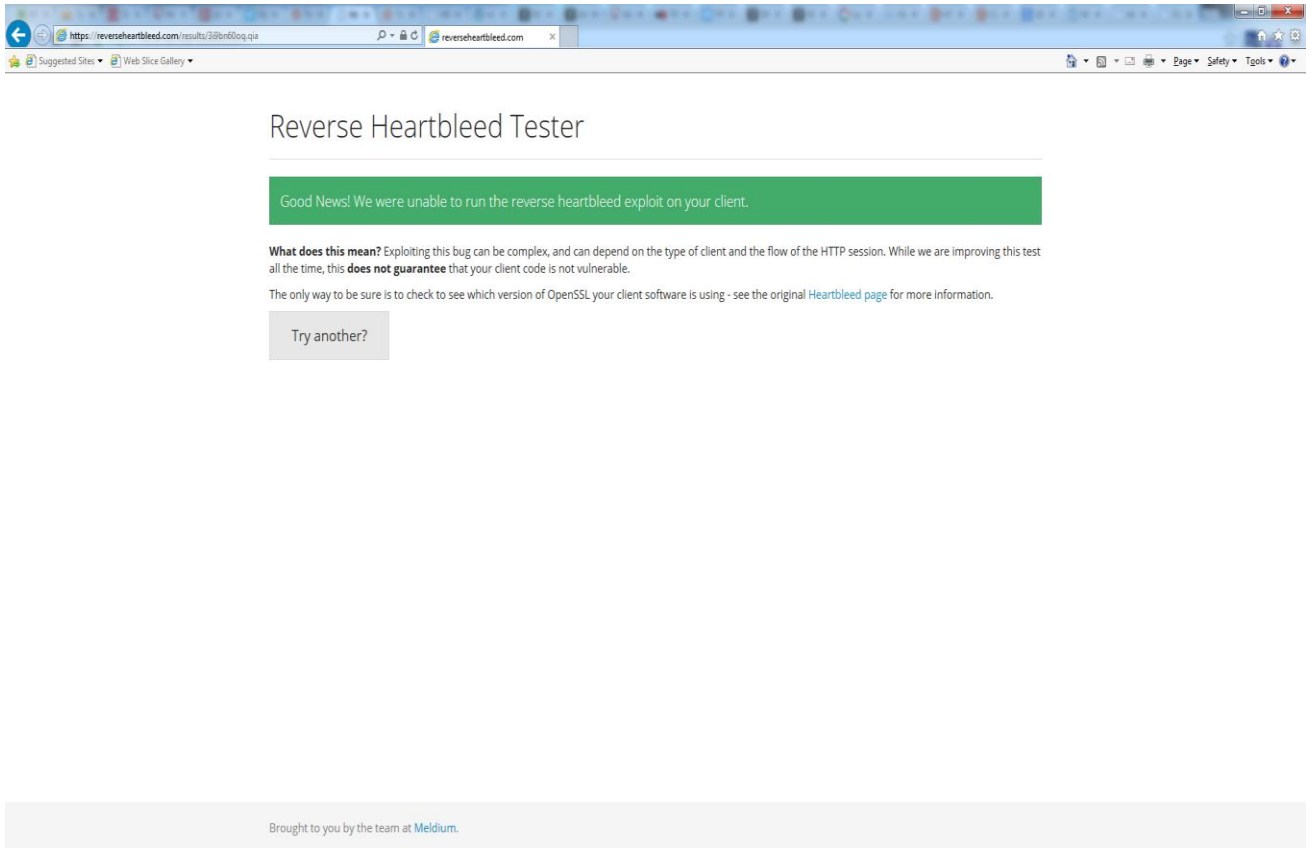 https://reverseheartbleed.com/results/
reverseheartbleed.com
Suggested Sites
Web Slice Gallery
Page
Safety
Tools
Reverse Heartbleed Tester
Good News! We were unable to run the reverse heartbleed exploit on your client.
What does this mean? Exploiting this bug can be complex, and can depend on the type of client and the flow of the HTTP session. While we are improving this test
all the time, this does not guarantee that your client code is not vulnerable.
The only way to be sure is to check to see which version of OpenSSL your client software is using - see the original Heartbleed page for more information.
Try another?
Brought to you by the team at Meldium.